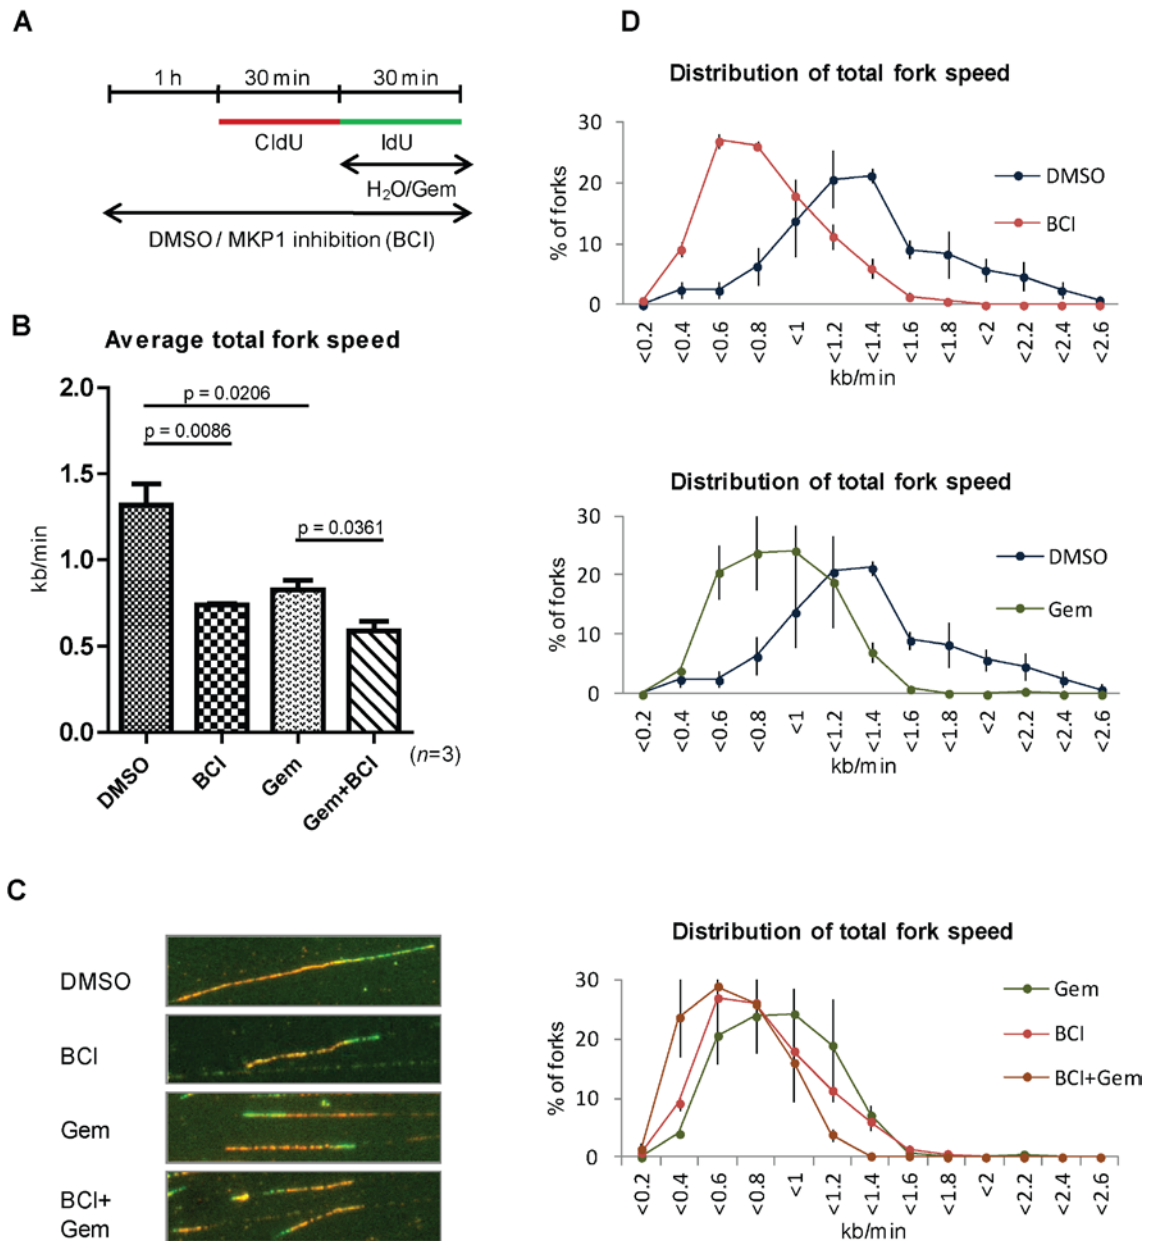 A
1 h 30 min 30 min
CldU IdU
H2O/Gem
DMSO / MKP1 inhibition (BCI)
B
Average total fork speed
2.0
1.5
1.0
0.5
0.0
kb/min
p = 0.0206
p = 0.0086
p = 0.0361
DMSO
BCI
Gem
Gem+BCI
(n=3)
C
DMSO
BCI
Gem
BCI+
Gem
D
Distribution of total fork speed
30
20
10
0
% of forks
DMSO
BCI
<0.2 <0.4 <0.6 <0.8 <1 <1.2 <1.4 <1.6 <1.8 <2 <2.2 <2.4 <2.6
kb/min
Distribution of total fork speed
30
20
10
0
% of forks
DMSO
Gem
<0.2 <0.4 <0.6 <0.8 <1 <1.2 <1.4 <1.6 <1.8 <2 <2.2 <2.4 <2.6
kb/min
Distribution of total fork speed
30
20
10
0
% of forks
Gem
BCI
BCI+Gem
<0.2 <0.4 <0.6 <0.8 <1 <1.2 <1.4 <1.6 <1.8 <2 <2.2 <2.4 <2.6
kb/min